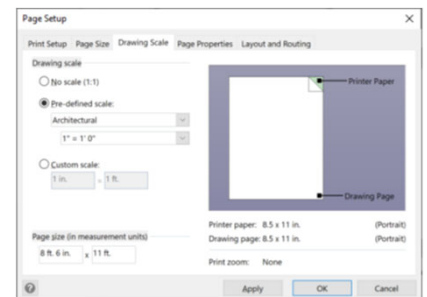 Page Setup
Print Setup Page Size Drawing Scale Page Properties Layout and Routing
Drawing scale
No scale (1:1)
Pre-defined scale:
Architectural
1" = 1' 0"
Custom scale:
1 in. = 1 ft.
Page size (in measurement units)
8 ft. 6 in. x 11 ft.
Printer Paper
Drawing Page
Printer paper: 8.5 x 11 in. (Portrait)
Drawing page: 8.5 x 11 in. (Portrait)
Print zoom: None
Apply OK Cancel